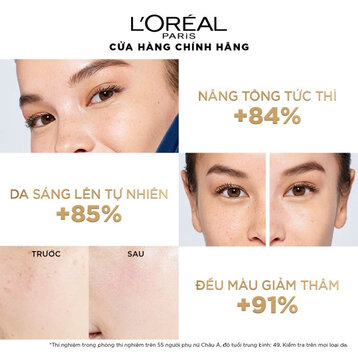 L'ORÉAL
PARIS
CỬA HÀNG CHÍNH HÃNG
NÂNG TÔNG TỨC THÌ
+84%
DA SÁNG LÊN TỰ NHIÊN
+85%
TRƯỚC
SAU
ĐỀU MÀU GIẢM THÂM
+91%
*Thí nghiệm trong phòng thí nghiệm trên 55 người phụ nữ Châu Á, độ tuổi trung bình: 49. Kiểm tra trên mọi loại da.